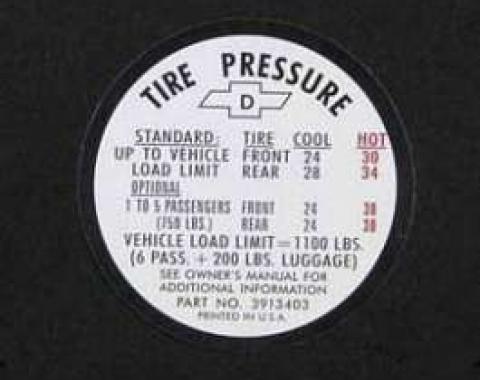 TIRE PRESSURE
D
STANDARD: TIRE COOL HOT
UP TO VEHICLE FRONT 24 30
LOAD LIMIT REAR 28 34
OPTIONAL
1 TO 5 PASSENGERS FRONT 24 30
(750 LBS.) REAR 24 30
VEHICLE LOAD LIMIT=1100 LBS.
(6 PASS. + 200 LBS. LUGGAGE)
SEE OWNER'S MANUAL FOR
ADDITIONAL INFORMATION
PART NO. 3913403
PRINTED IN U.S.A.